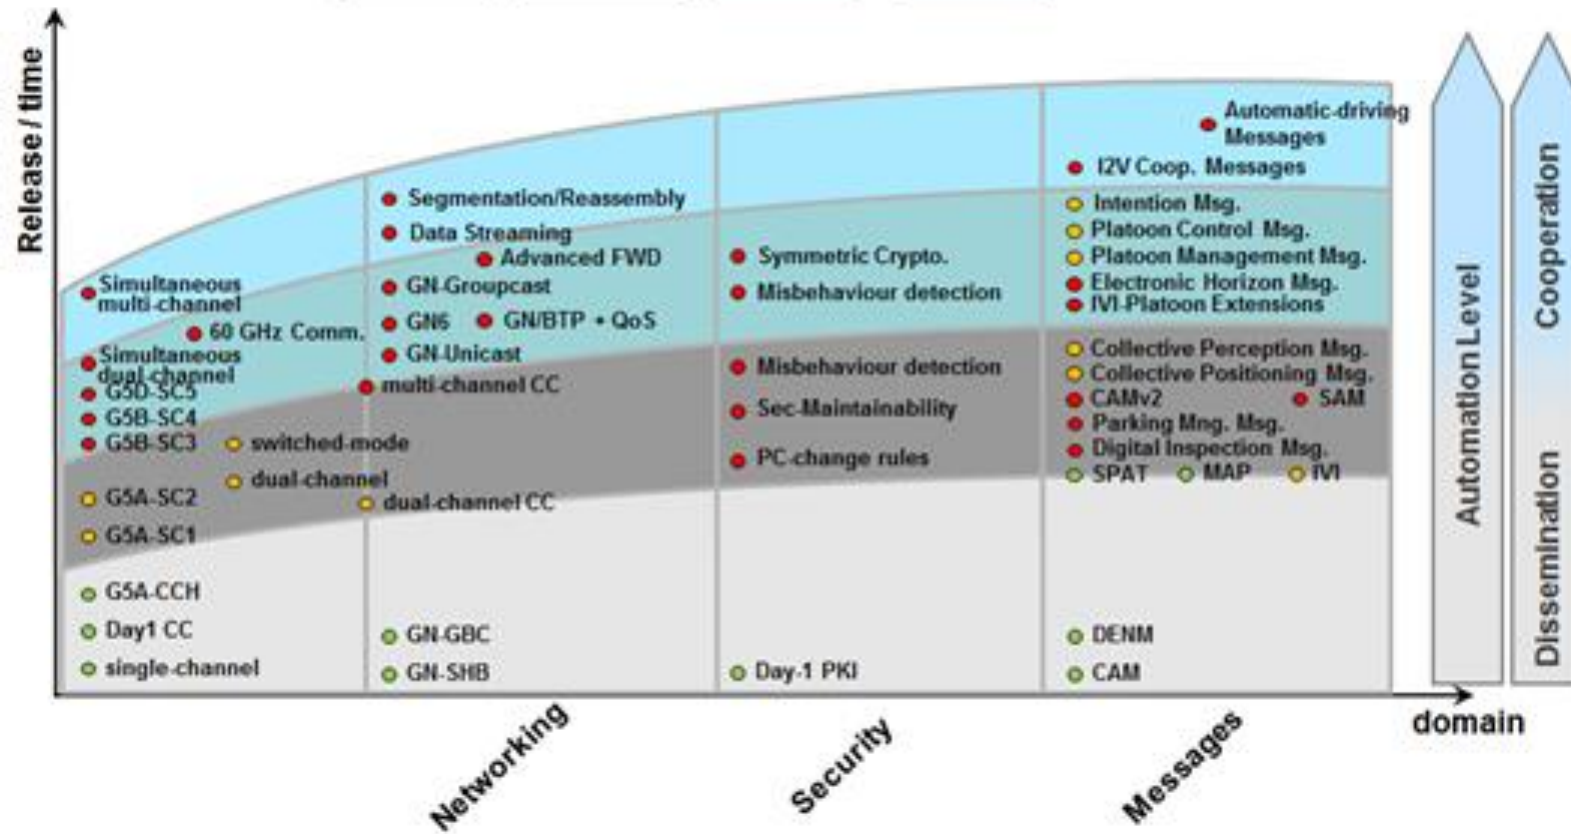 Release / time
Simultaneous
multi-channel
60 GHz Comm.
Simultaneous
dual-channel
G5D-SC5
G5B-SC4
G5B-SC3
switched-mode
dual-channel
G5A-SC2
G5A-SC1
G5A-CCH
Day1 CC
single-channel
Segmentation/Reassembly
Data Streaming
Advanced FWD
GN-Groupcast
GN6
GN/BTP + QoS
GN-Unicast
multi-channel CC
dual-channel CC
GN-GBC
GN-SHB
Symmetric Crypto.
Misbehaviour detection
Misbehaviour detection
Sec-Maintainability
PC-change rules
Day-1 PKI
Automatic-driving
Messages
I2V Coop. Messages
Intention Msg.
Platoon Control Msg.
Platoon Management Msg.
Electronic Horizon Msg.
IVI-Platoon Extensions
Collective Perception Msg.
Collective Positioning Msg.
CAMv2
SAM
Parking Mng. Msg.
Digital Inspection Msg.
SPAT
MAP
IVI
DENM
CAM
Networking
Security
Messages
domain
Automation Level
Dissemination
Cooperation